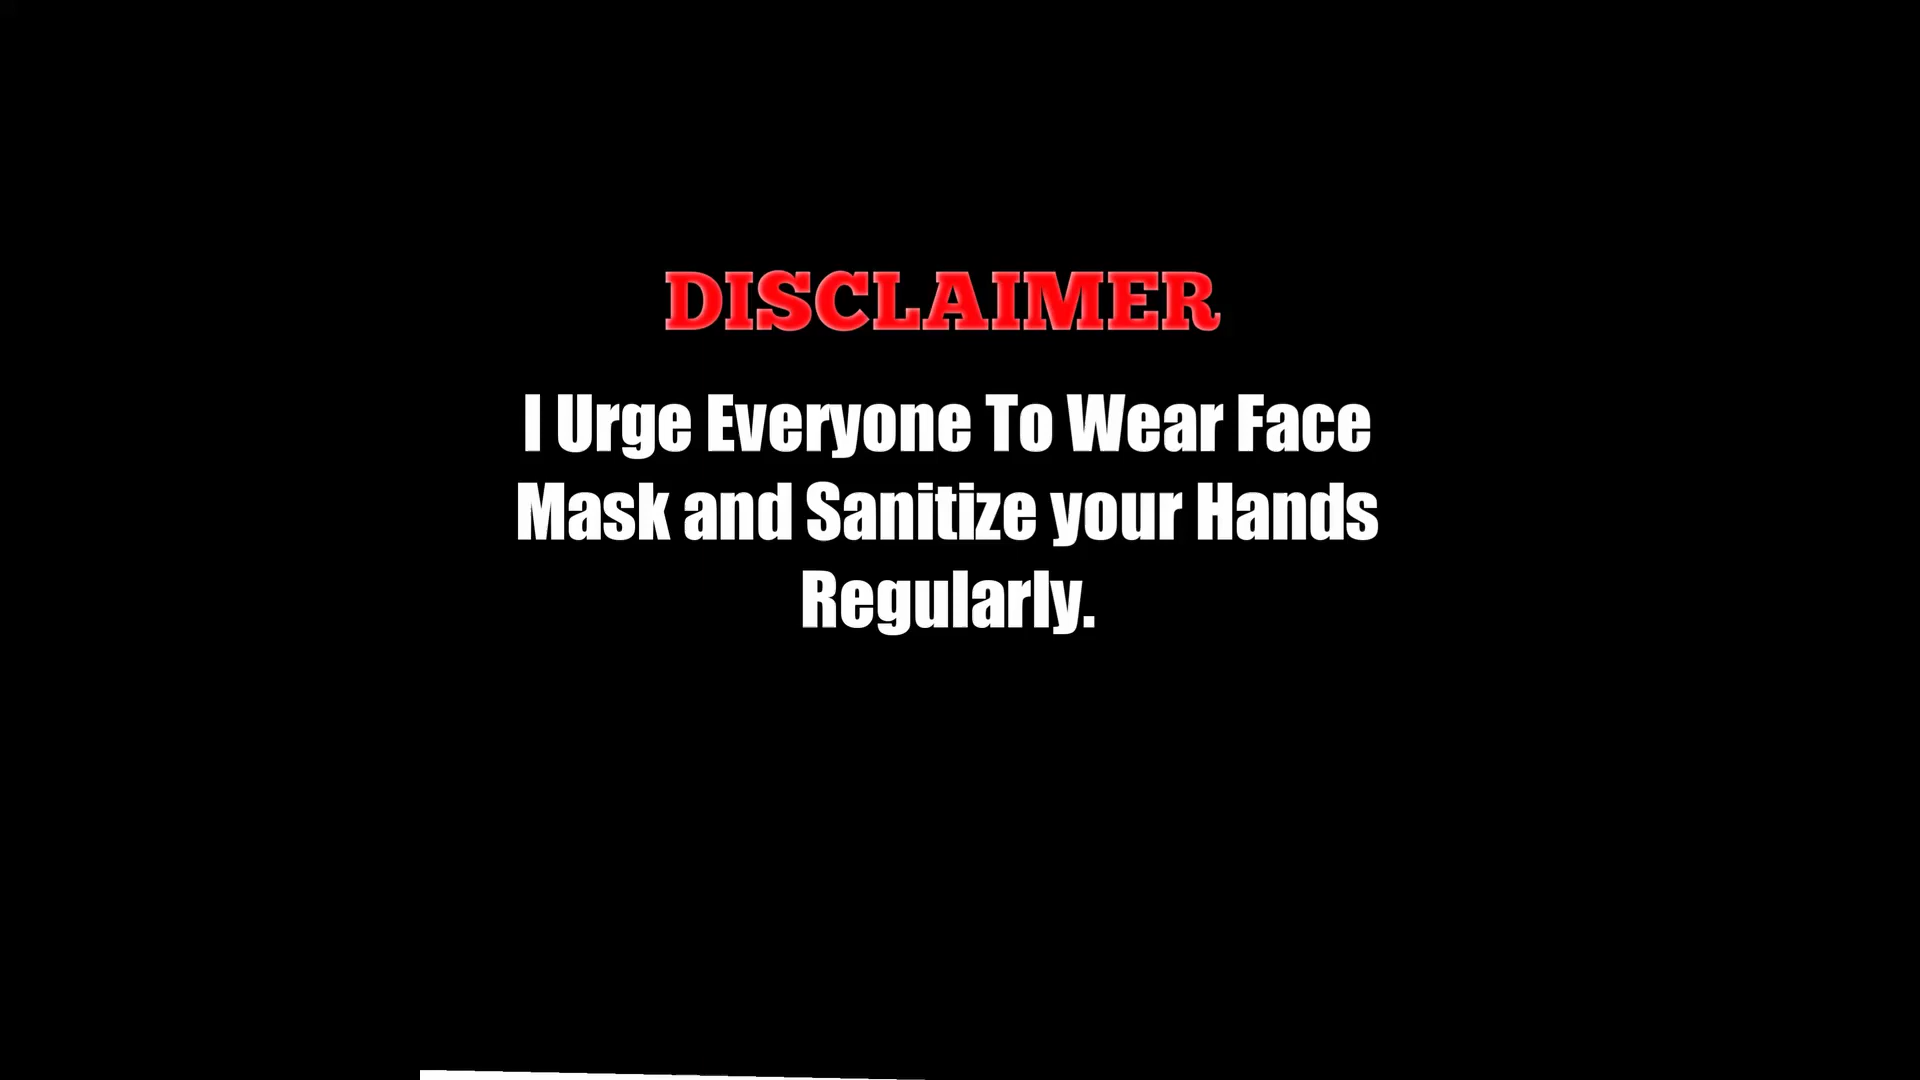 DISCLAIMER
I Urge Everyone To Wear Face
Mask and Sanitize your Hands
Regularly.